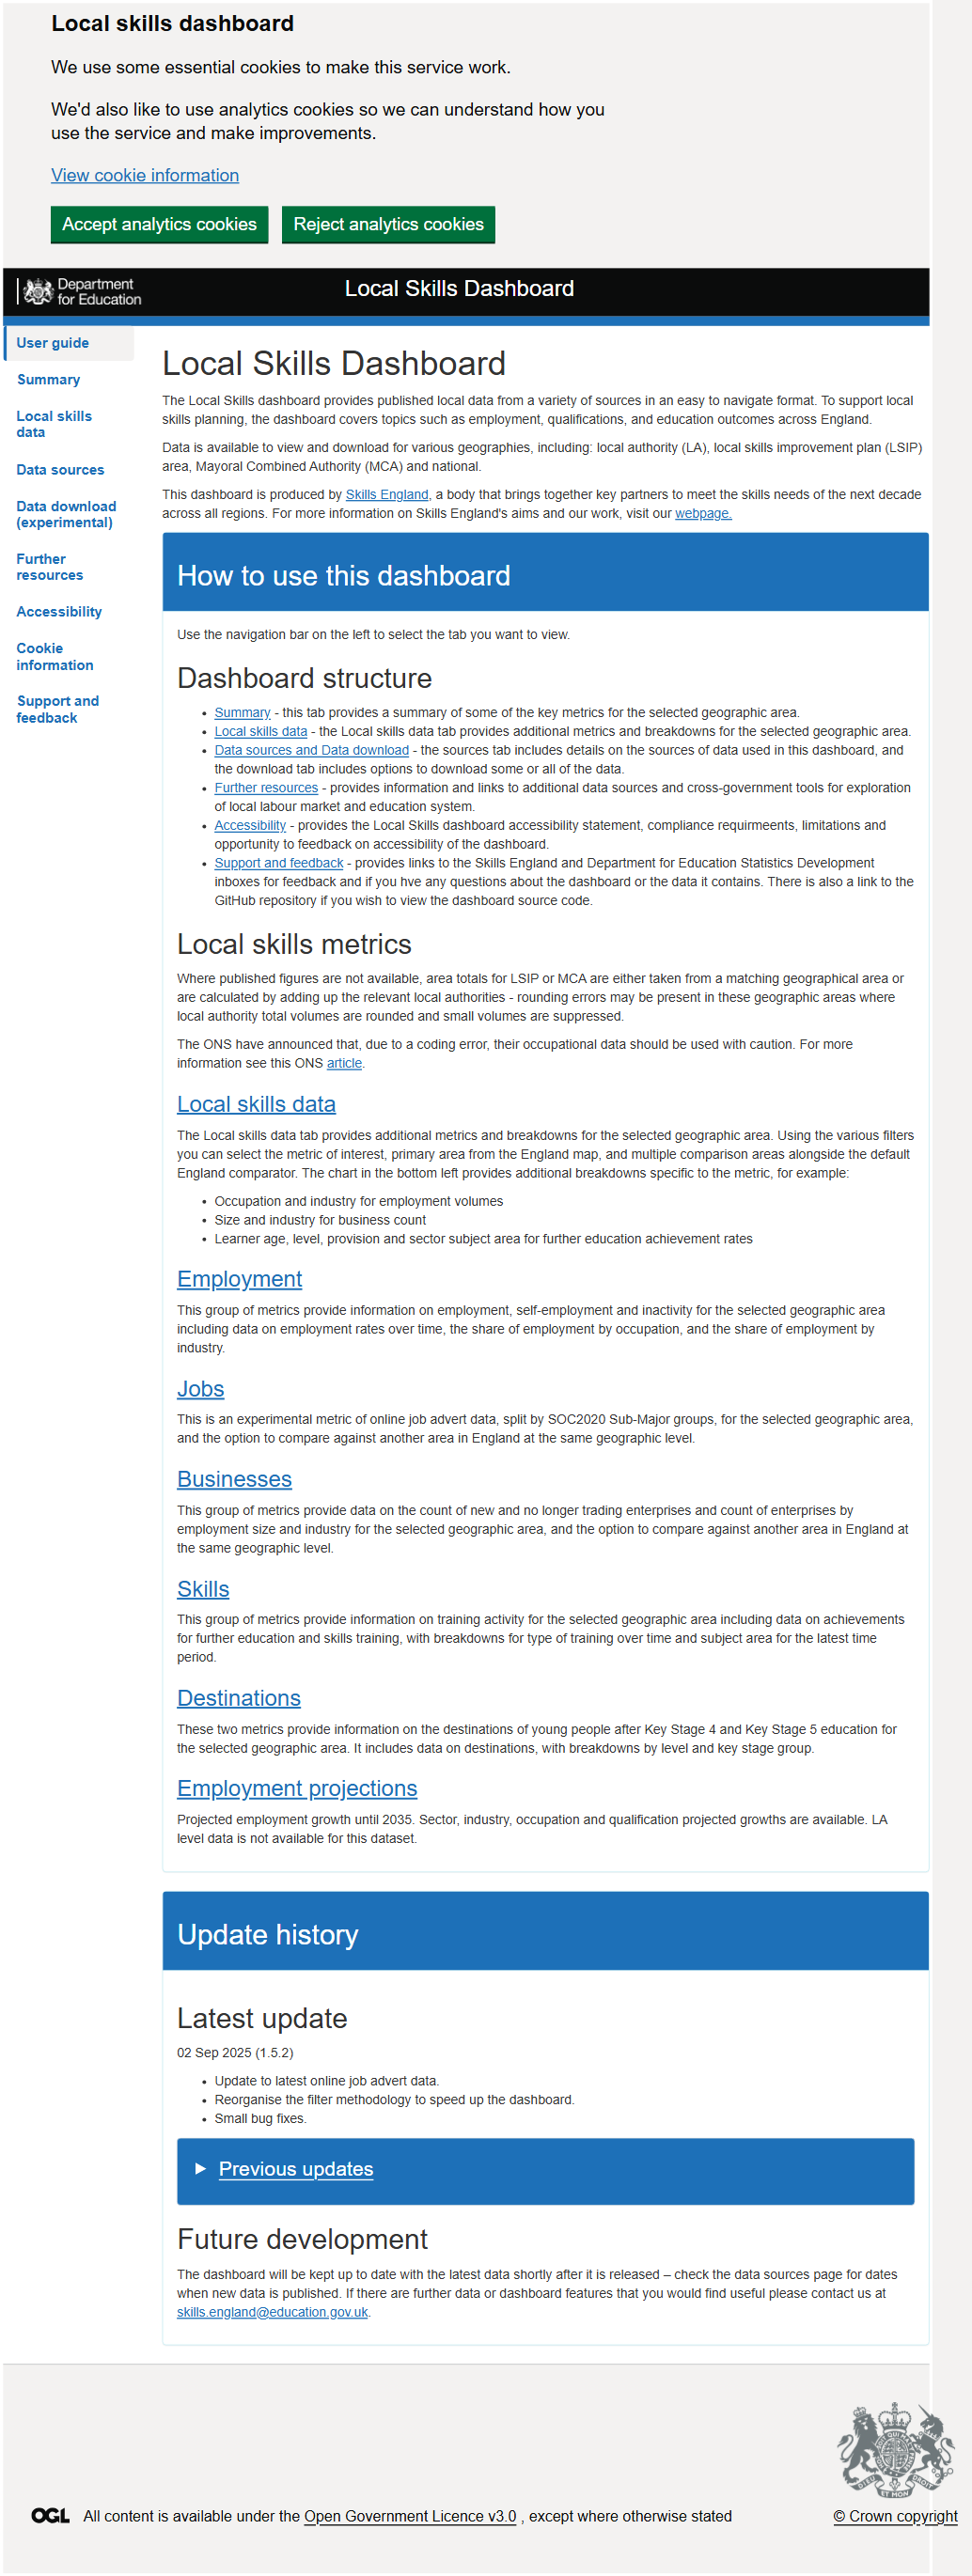 Local skills dashboard
We use some essential cookies to make this service work.
We'd also like to use analytics cookies so we can understand how you
use the service and make improvements.
View cookie information
Accept analytics cookies
Reject analytics cookies
Department
for Education
Local Skills Dashboard
User guide
Summary
Local skills
data
Data sources
Data download
(experimental)
Further
resources
Accessibility
Cookie
information
Support and
feedback
Local Skills Dashboard
The Local Skills dashboard provides published local data from a variety of sources in an easy to navigate format. To support local
skills planning, the dashboard covers topics such as employment, qualifications, and education outcomes across England.
Data is available to view and download for various geographies, including: local authority (LA), local skills improvement plan (LSIP)
area, Mayoral Combined Authority (MCA) and national.
This dashboard is produced by Skills England, a body that brings together key partners to meet the skills needs of the next decade
across all regions. For more information on Skills England's aims and our work, visit our webpage.
How to use this dashboard
Use the navigation bar on the left to select the tab you want to view.
Dashboard structure
• Summary - this tab provides a summary of some of the key metrics for the selected geographic area.
• Local skills data - the Local skills data tab provides additional metrics and breakdowns for the selected geographic area.
• Data sources and Data download - the sources tab includes details on the sources of data used in this dashboard, and
the download tab includes options to download some or all of the data.
• Further resources - provides information and links to additional data sources and cross-government tools for exploration
of local labour market and education system.
• Accessibility - provides the Local Skills dashboard accessibility statement, compliance requirmeents, limitations and
opportunity to feedback on accessibility of the dashboard.
• Support and feedback - provides links to the Skills England and Department for Education Statistics Development
inboxes for feedback and if you hve any questions about the dashboard or the data it contains. There is also a link to the
GitHub repository if you wish to view the dashboard source code.
Local skills metrics
Where published figures are not available, area totals for LSIP or MCA are either taken from a matching geographical area or
are calculated by adding up the relevant local authorities - rounding errors may be present in these geographic areas where
local authority total volumes are rounded and small volumes are suppressed.
The ONS have announced that, due to a coding error, their occupational data should be used with caution. For more
information see this ONS article.
Local skills data
The Local skills data tab provides additional metrics and breakdowns for the selected geographic area. Using the various filters
you can select the metric of interest, primary area from the England map, and multiple comparison areas alongside the default
England comparator. The chart in the bottom left provides additional breakdowns specific to the metric, for example:
• Occupation and industry for employment volumes
• Size and industry for business count
• Learner age, level, provision and sector subject area for further education achievement rates
Employment
This group of metrics provide information on employment, self-employment and inactivity for the selected geographic area
including data on employment rates over time, the share of employment by occupation, and the share of employment by
industry.
Jobs
This is an experimental metric of online job advert data, split by SOC2020 Sub-Major groups, for the selected geographic area,
and the option to compare against another area in England at the same geographic level.
Businesses
This group of metrics provide data on the count of new and no longer trading enterprises and count of enterprises by
employment size and industry for the selected geographic area, and the option to compare against another area in England at
the same geographic level.
Skills
This group of metrics provide information on training activity for the selected geographic area including data on achievements
for further education and skills training, with breakdowns for type of training over time and subject area for the latest time
period.
Destinations
These two metrics provide information on the destinations of young people after Key Stage 4 and Key Stage 5 education for
the selected geographic area. It includes data on destinations, with breakdowns by level and key stage group.
Employment projections
Projected employment growth until 2035. Sector, industry, occupation and qualification projected growths are available. LA
level data is not available for this dataset.
Update history
Latest update
02 Sep 2025 (1.5.2)
• Update to latest online job advert data.
• Reorganise the filter methodology to speed up the dashboard.
• Small bug fixes.
Previous updates
Future development
The dashboard will be kept up to date with the latest data shortly after it is released – check the data sources page for dates
when new data is published. If there are further data or dashboard features that you would find useful please contact us at
skills.england@education.gov.uk.
OGL All content is available under the Open Government Licence v3.0 , except where otherwise stated
© Crown copyright